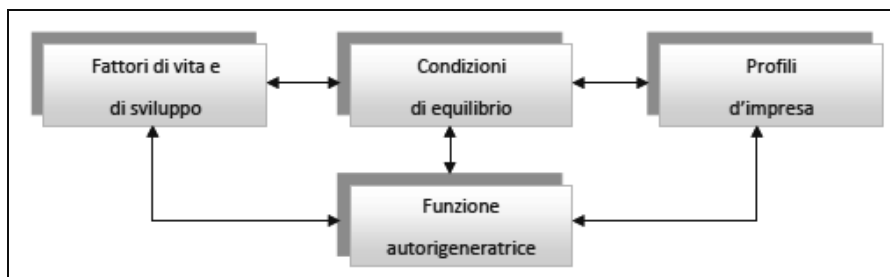 Fattori di vita e
di sviluppo
Condizioni
di equilibrio
Profili
d’impresa
Funzione
autorigeneratrice